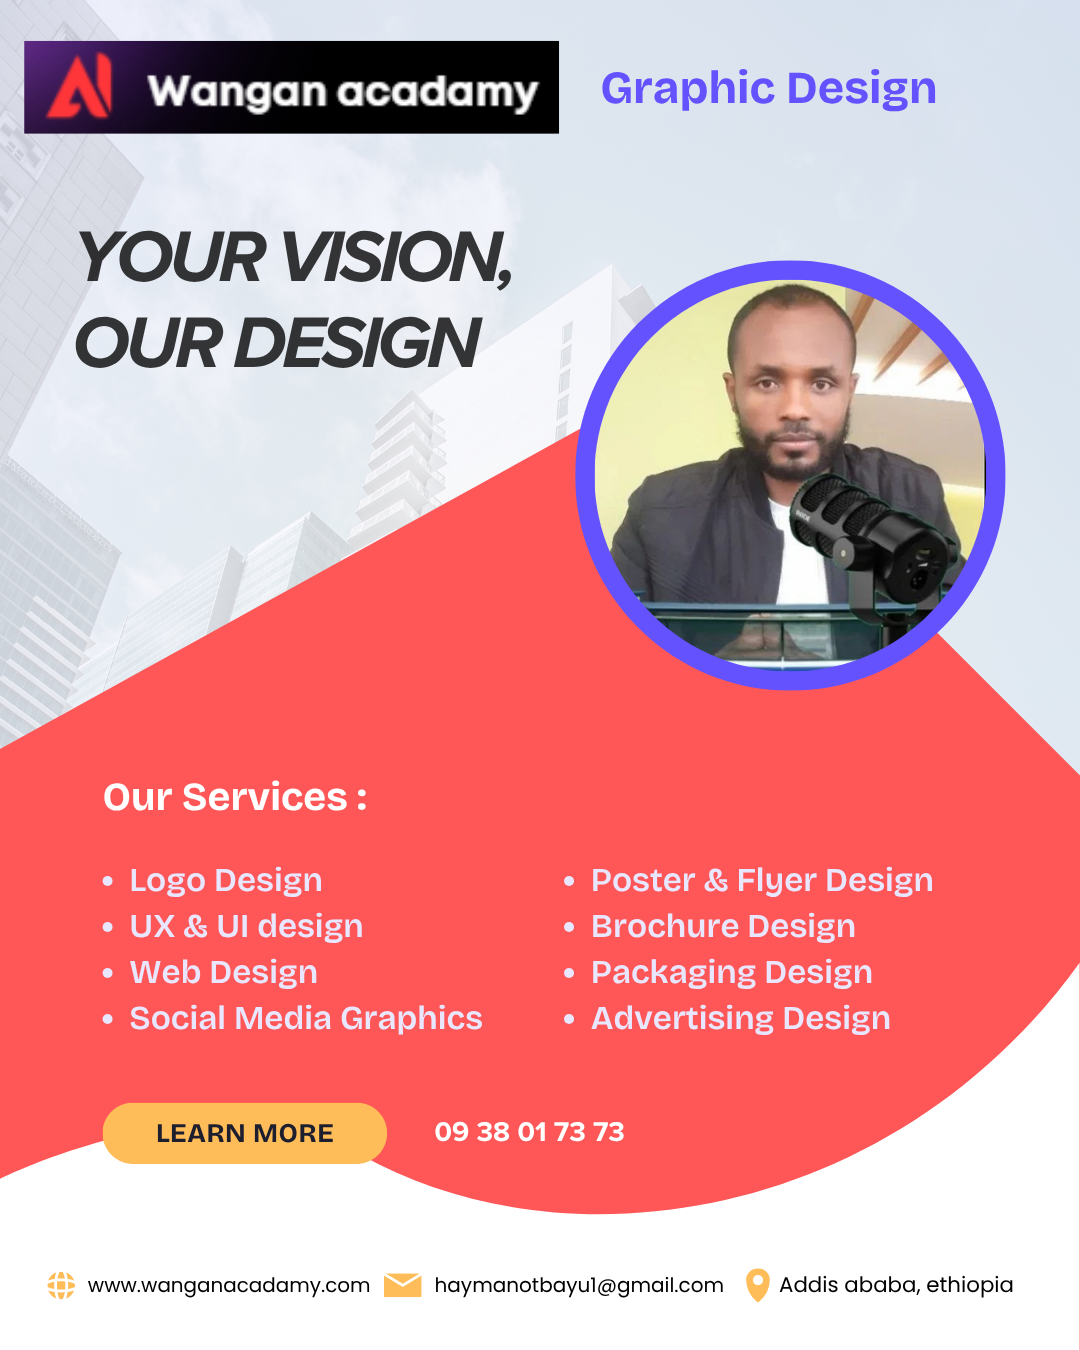 Wangan acadamy
Graphic Design
YOUR VISION,
OUR DESIGN
Our Services :
Logo Design
UX & UI design
Web Design
Social Media Graphics
Poster & Flyer Design
Brochure Design
Packaging Design
Advertising Design
LEARN MORE
09 38 01 73 73
www.wanganacadamy.com
haymanotbayu1@gmail.com
Addis ababa, ethiopia